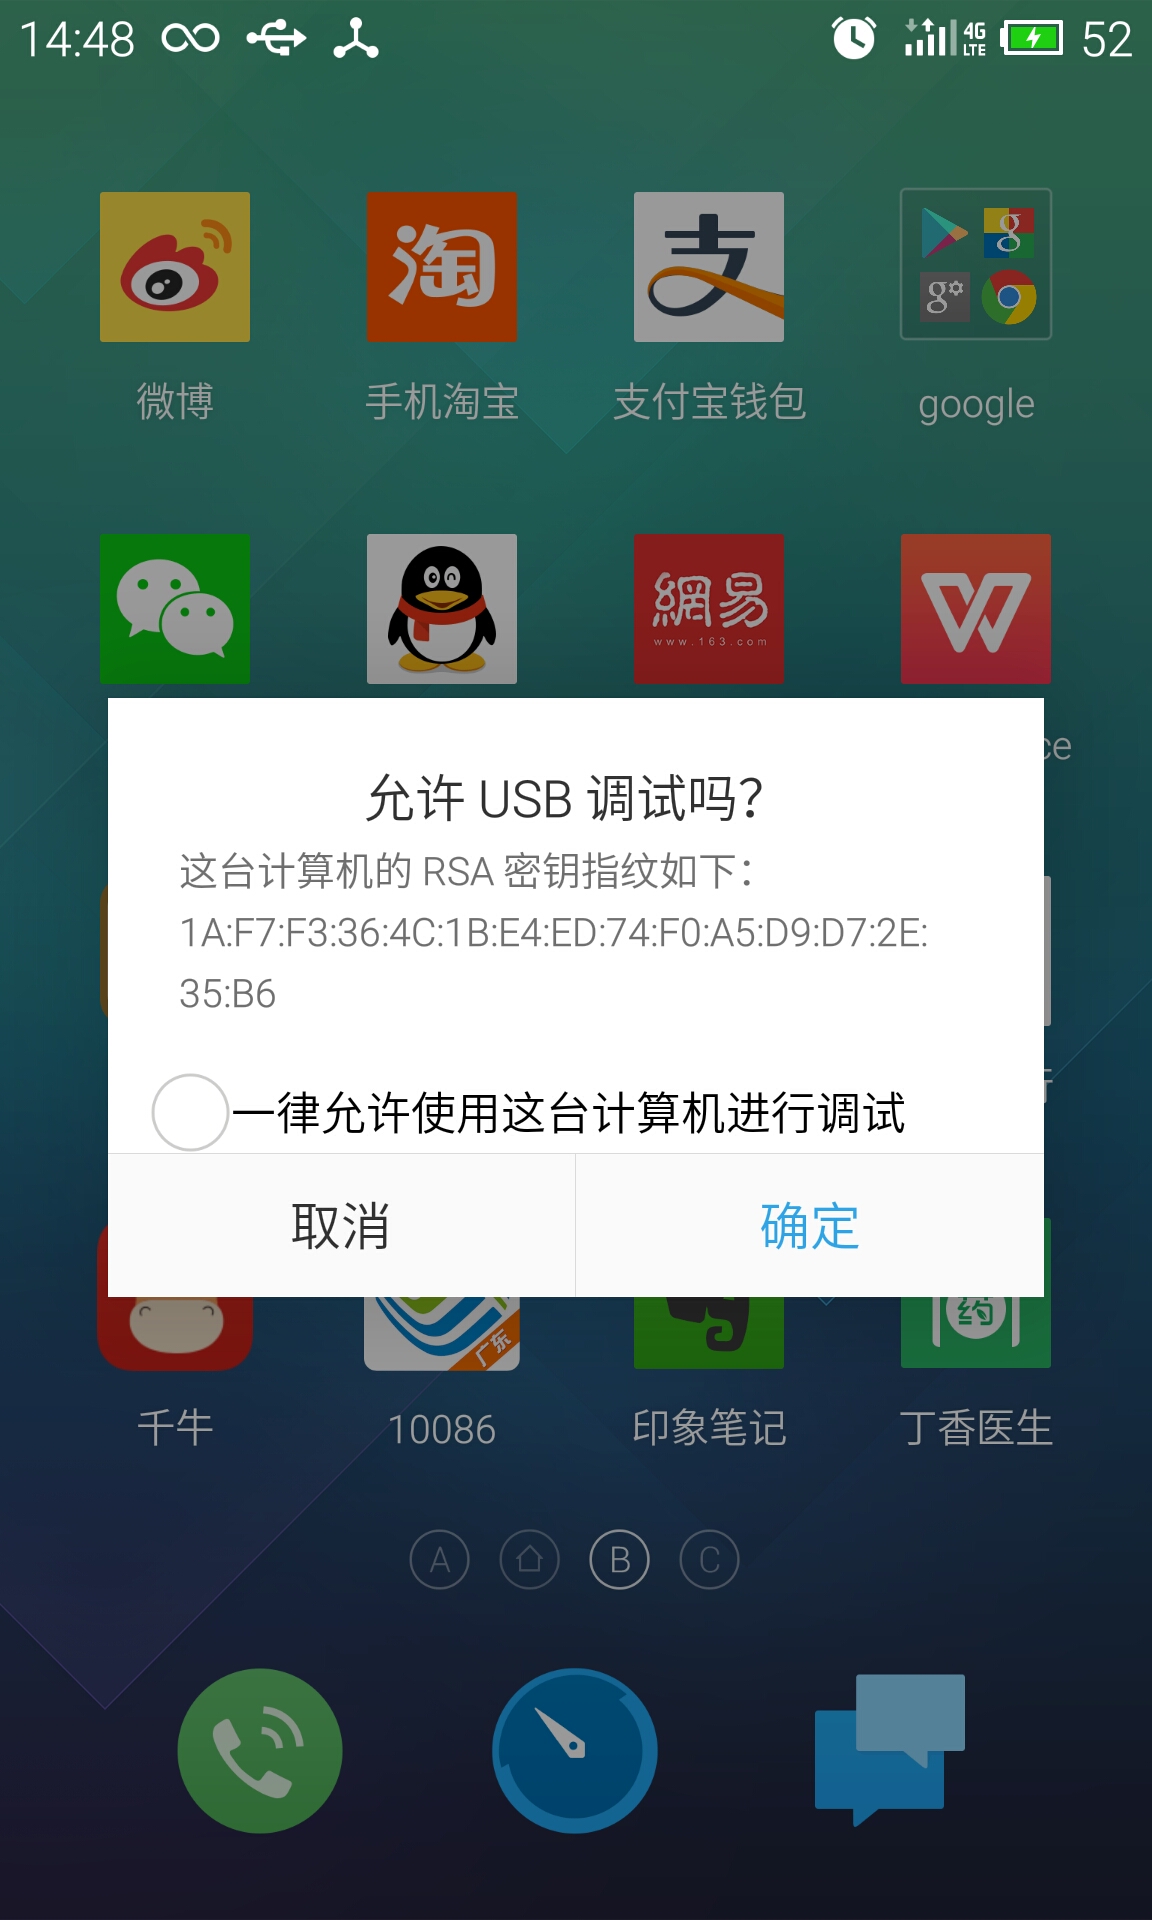 14:48
4G
LTE
52
淘
支
g
g
微博
手机淘宝
支付宝钱包
google
網易
www.163.com
W
ce
允许 USB 调试吗？
这台计算机的 RSA 密钥指纹如下：
1A:F7:F3:36:4C:1B:E4:ED:74:F0:A5:D9:D7:2E:
35:B6
一律允许使用这台计算机进行调试
取消
确定
广东
药
千牛
10086
印象笔记
丁香医生
A
B
C